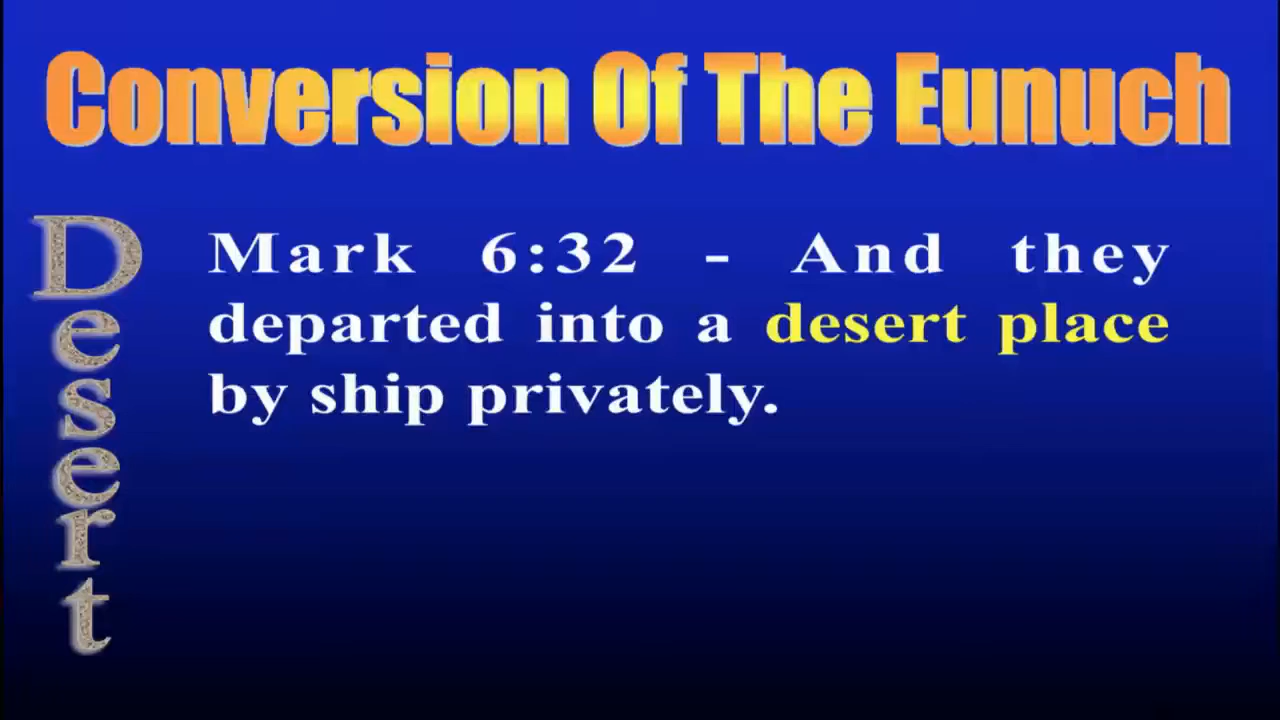 Conversion Of The Eunuch
Desert
Mark 6:32 - And they
departed into a desert place
by ship privately.